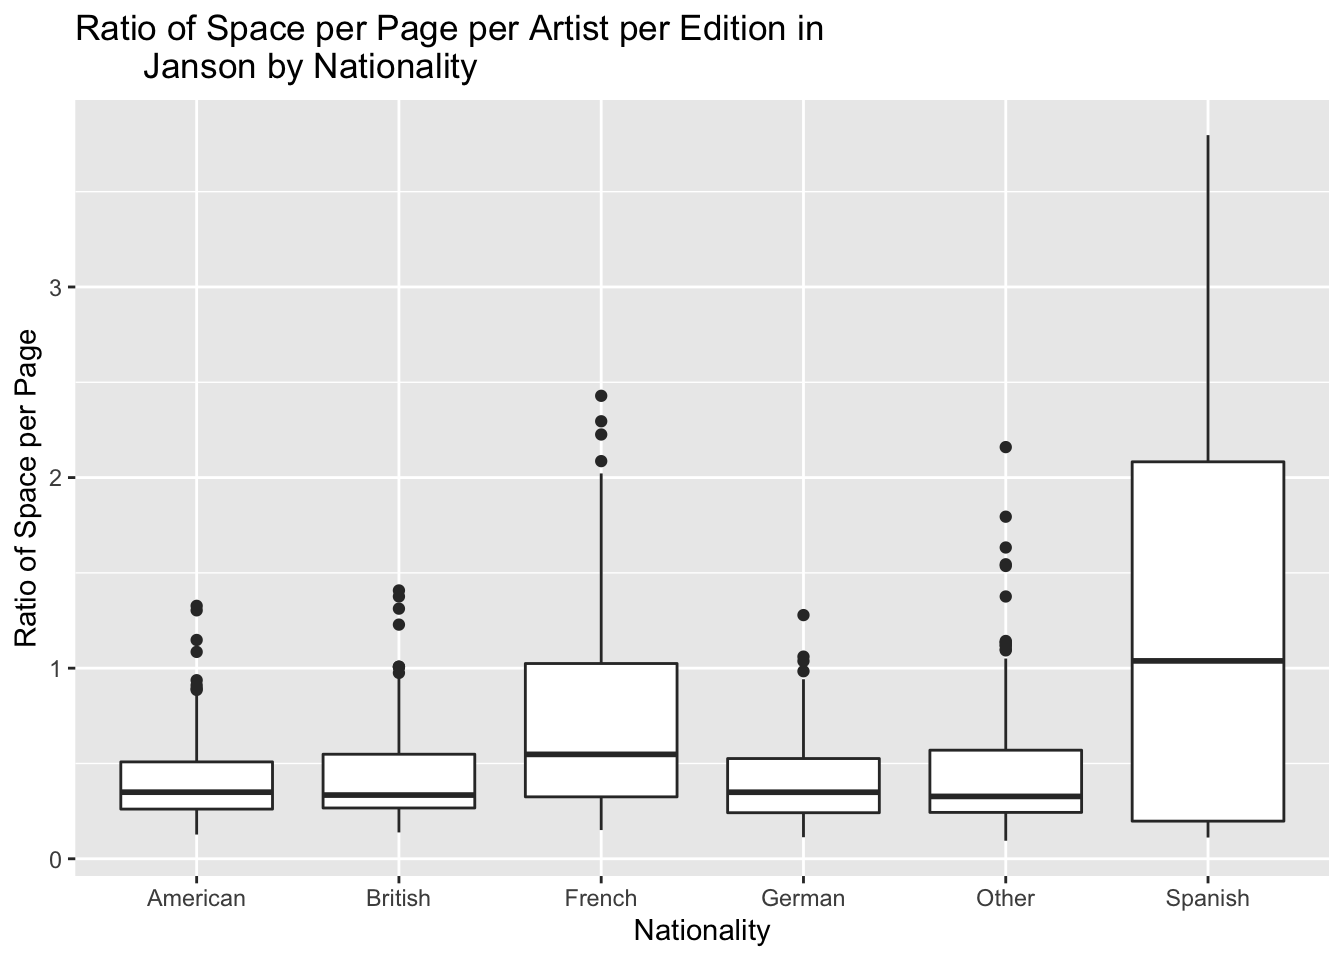 Ratio of Space per Page per Artist per Edition in
Janson by Nationality
Ratio of Space per Page
3
2
1
0
American British French German Other Spanish
Nationality